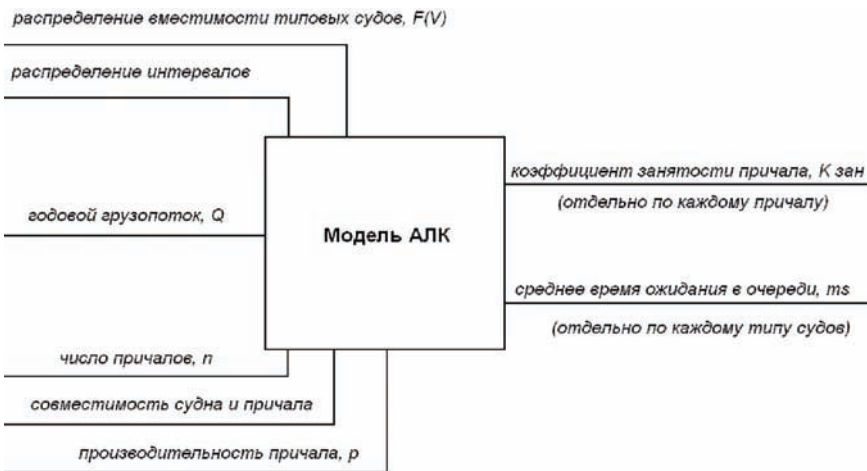 распределение вместимости типовых судов, F(V)
распределение интервалов
годовой грузопоток, Q
Модель АЛК
коэффициент занятости причала, К зан
(отдельно по каждому причалу)
среднее время ожидания в очереди, ms
(отдельно по каждому типу судов)
число причалов, n
совместимость судна и причала
производительность причала, p